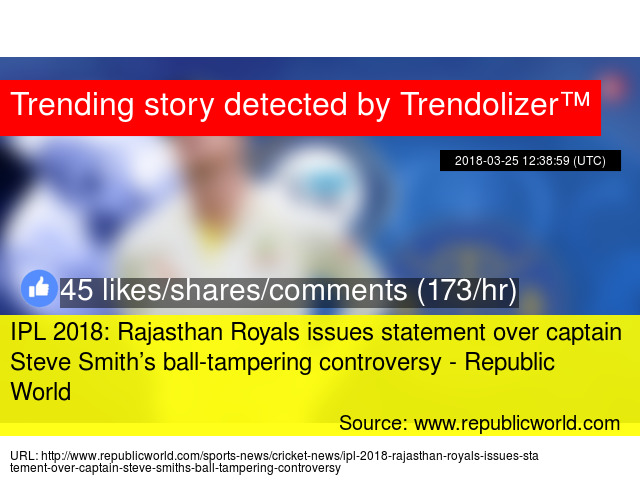 Trending story detected by Trendolizer™
2018-03-25 12:38:59 (UTC)
45 likes/shares/comments (173/hr)
IPL 2018: Rajasthan Royals issues statement over captain
Steve Smith’s ball-tampering controversy - Republic
World
Source: www.republicworld.com
URL: http://www.republicworld.com/sports-news/cricket-news/ipl-2018-rajasthan-royals-issues-sta
tement-over-captain-steve-smiths-ball-tampering-controversy